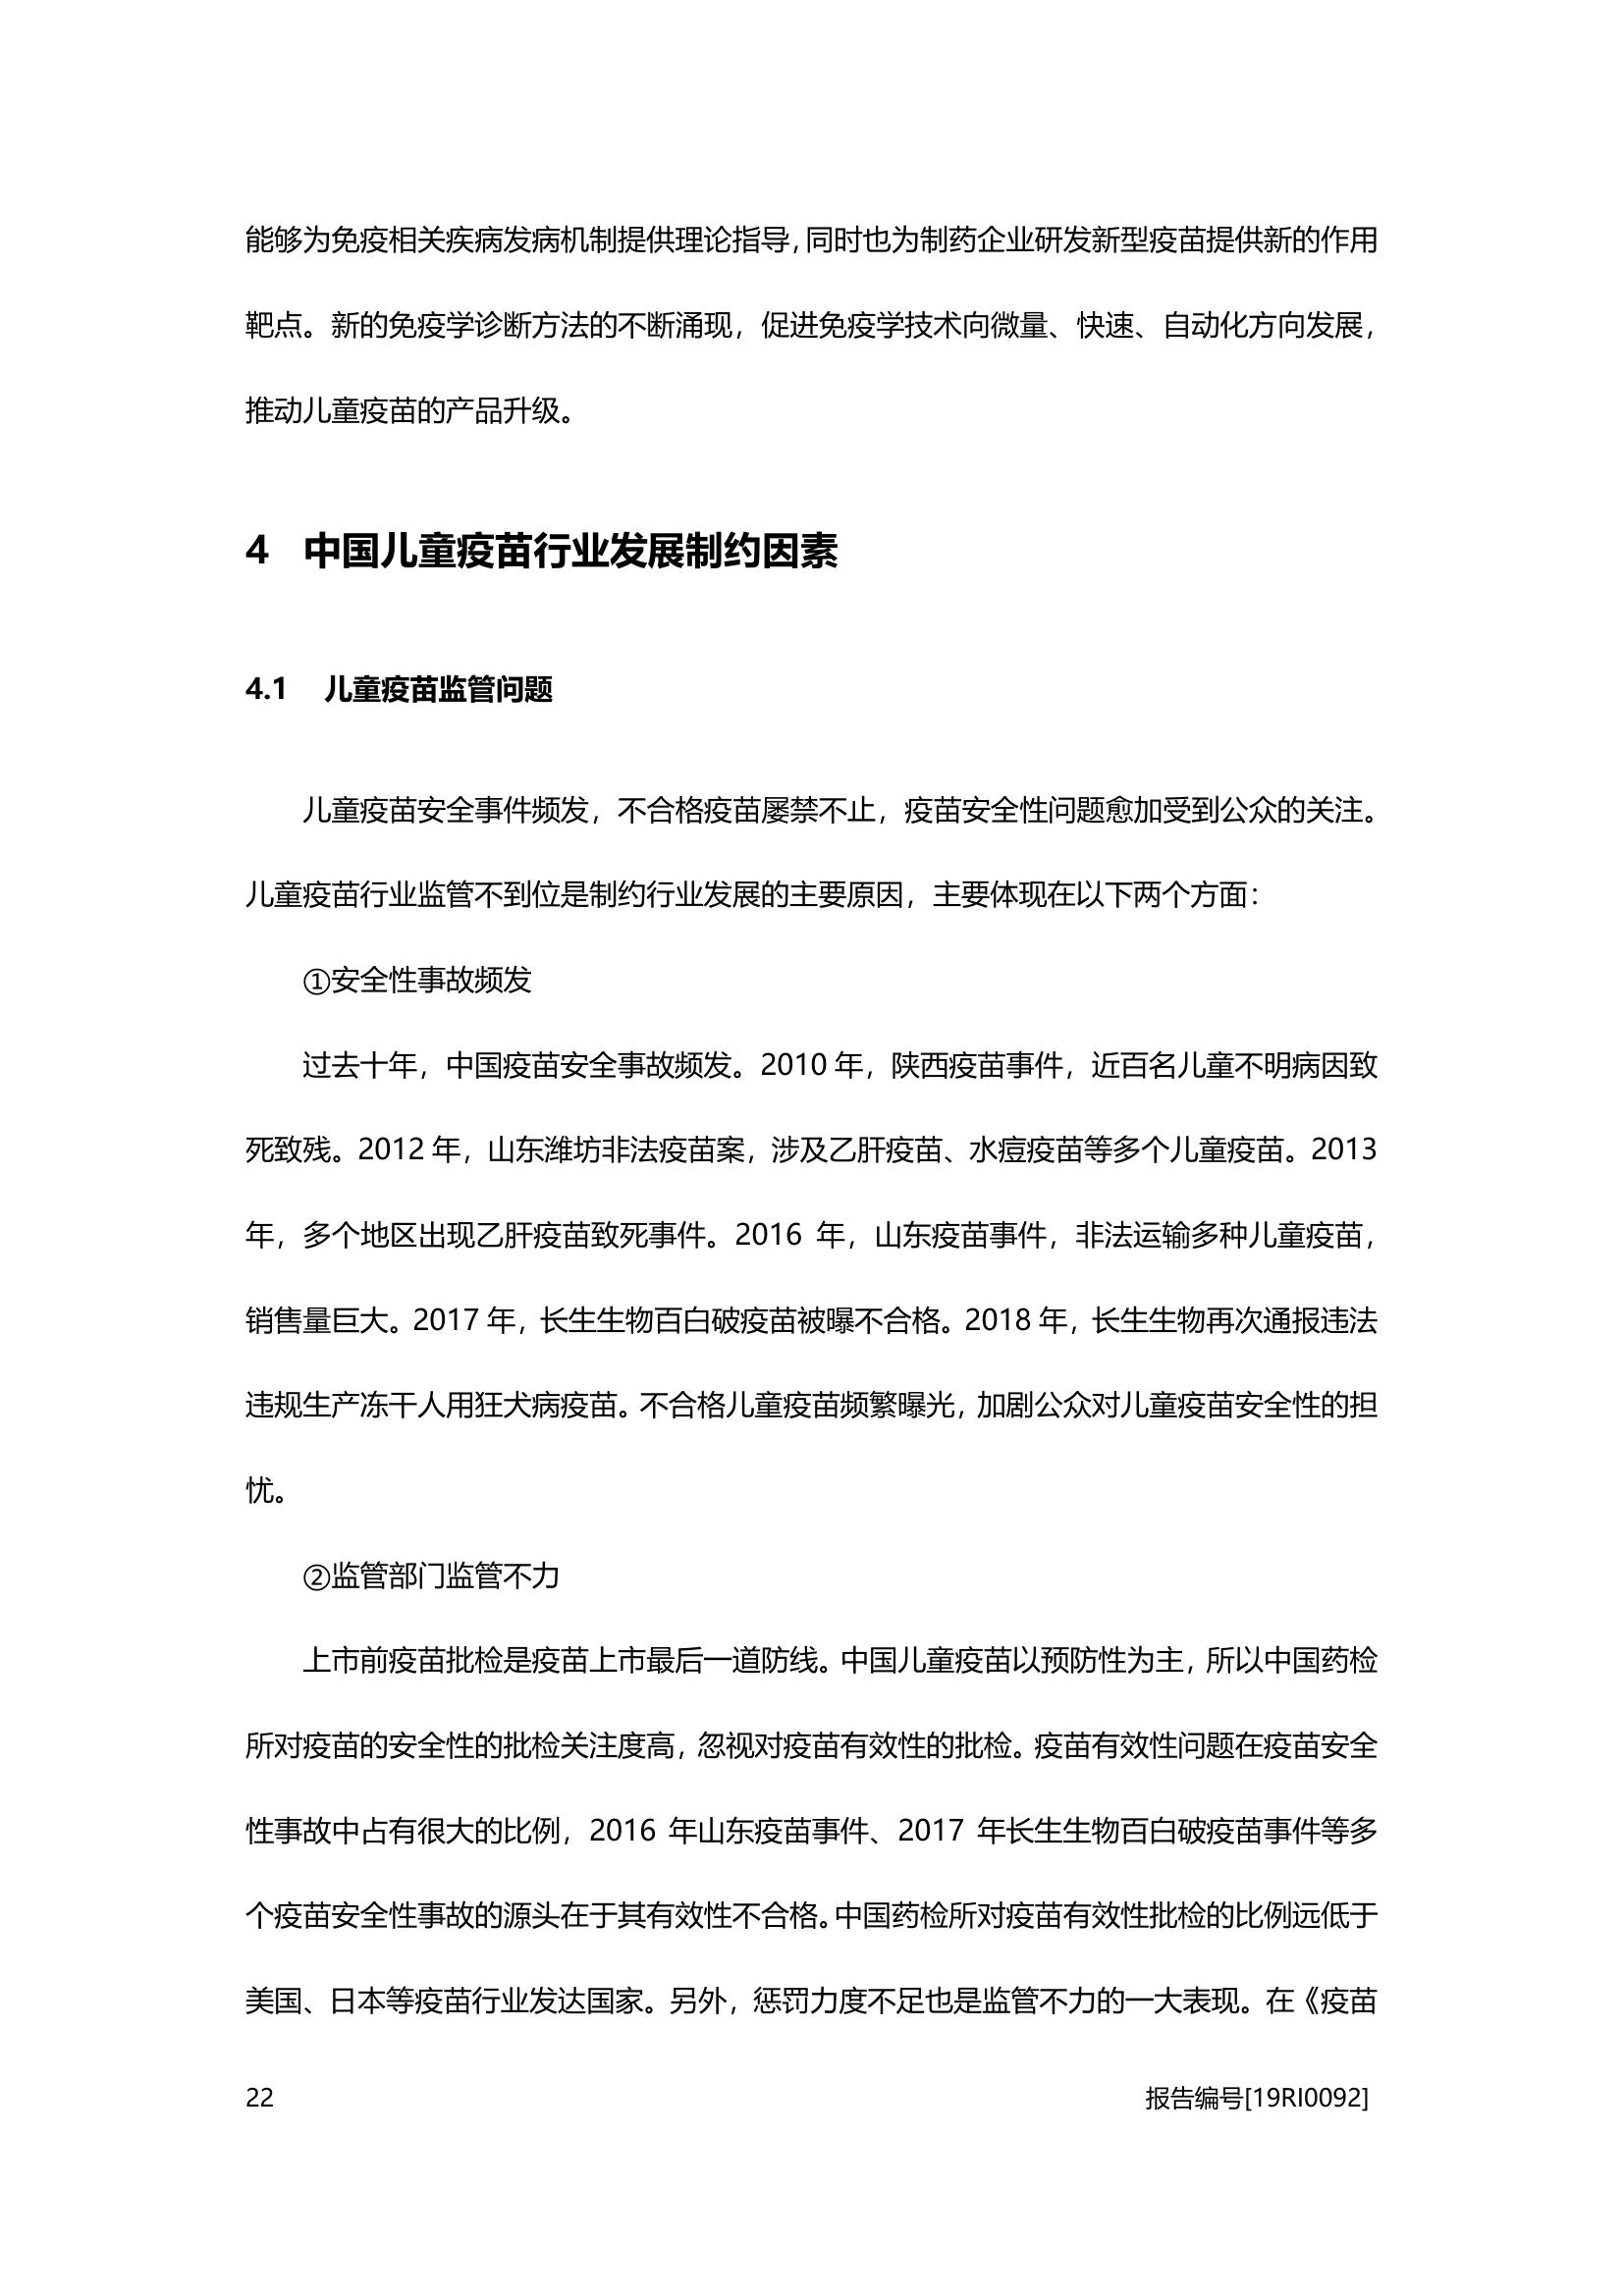 能够为免疫相关疾病发病机制提供理论指导，同时也为制药企业研发新型疫苗提供新的作用
靶点。新的免疫学诊断方法的不断涌现，促进免疫学技术向微量、快速、自动化方向发展，
推动儿童疫苗的产品升级。
4 中国儿童疫苗行业发展制约因素
4.1 儿童疫苗监管问题
儿童疫苗安全事件频发，不合格疫苗屡禁不止，疫苗安全性问题愈加受到公众的关注。
儿童疫苗行业监管不到位是制约行业发展的主要原因，主要体现在以下两个方面：
①安全性事故频发
过去十年，中国疫苗安全事故频发。2010 年，陕西疫苗事件，近百名儿童不明病因致
死致残。2012 年，山东潍坊非法疫苗案，涉及乙肝疫苗、水痘疫苗等多个儿童疫苗。2013
年，多个地区出现乙肝疫苗致死事件。2016 年，山东疫苗事件，非法运输多种儿童疫苗，
销售量巨大。2017 年，长生生物百白破疫苗被曝不合格。2018 年，长生生物再次通报违法
违规生产冻干人用狂犬病疫苗。不合格儿童疫苗频繁曝光，加剧公众对儿童疫苗安全性的担
忧。
②监管部门监管不力
上市前疫苗批检是疫苗上市最后一道防线。中国儿童疫苗以预防性为主，所以中国药检
所对疫苗的安全性的批检关注度高，忽视对疫苗有效性的批检。疫苗有效性问题在疫苗安全
性事故中占有很大的比例，2016 年山东疫苗事件、2017 年长生生物百白破疫苗事件等多
个疫苗安全性事故的源头在于其有效性不合格。中国药检所对疫苗有效性批检的比例远低于
美国、日本等疫苗行业发达国家。另外，惩罚力度不足也是监管不力的一大表现。在《疫苗
22 报告编号[19RI0092]